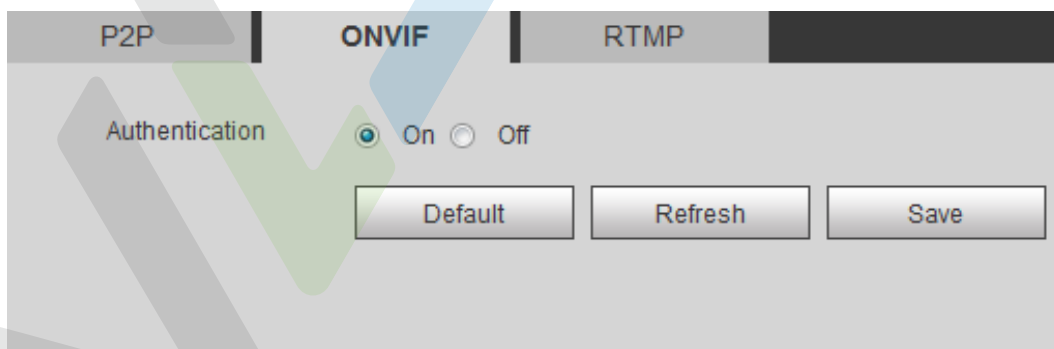 P2P ONVIF RTMP
Authentication On Off
Default Refresh Save